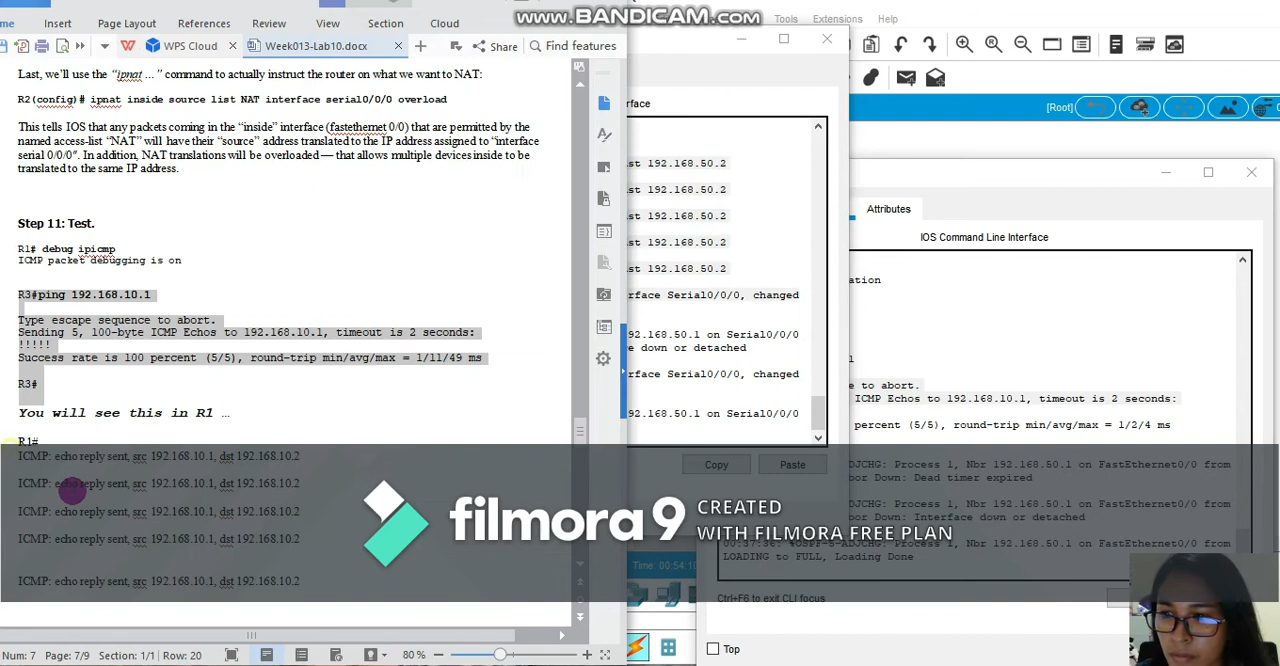 www.BANDICAM.com
ome Insert Page Layout References Review View Section Cloud
WPS Cloud Week013-Lab10.docx Share Find features
Last, we'll use the “ipnat ...” command to actually instruct the router on what we want to NAT:
R2(config)# ipnat inside source list NAT interface serial0/0/0 overload
This tells IOS that any packets coming in the “inside” interface (fastethernet 0/0) that are permitted by the
named access-list “NAT” will have their “source” address translated to the IP address assigned to “interface
serial 0/0/0″. In addition, NAT translations will be overloaded — that allows multiple devices inside to be
translated to the same IP address.
Step 11: Test.
R1# debug ipicmp
ICMP packet debugging is on
R3#ping 192.168.10.1
Type escape sequence to abort.
Sending 5, 100-byte ICMP Echos to 192.168.10.1, timeout is 2 seconds:
!!!!!
Success rate is 100 percent (5/5), round-trip min/avg/max = 1/11/49 ms
R3#
You will see this in R1 …
R1#
ICMP: echo reply sent, src 192.168.10.1, dst 192.168.10.2
ICMP: echo reply sent, src 192.168.10.1, dst 192.168.10.2
ICMP: echo reply sent, src 192.168.10.1, dst 192.168.10.2
ICMP: echo reply sent, src 192.168.10.1, dst 192.168.10.2
ICMP: echo reply sent, src 192.168.10.1, dst 192.168.10.2
Num: 7 Page: 7/9 Section: 1/1 Row: 20 80 %
rface
st 192.168.50.2
st 192.168.50.2
st 192.168.50.2
st 192.168.50.2
st 192.168.50.2
rface Serial0/0/0, changed
92.168.50.1 on Serial0/0/0
e down or detached
rface Serial0/0/0, changed
92.168.50.1 on Serial0/0/0
Copy Paste
Time: 00:54:10
Tools Extensions Help
[Root]
Attributes
IOS Command Line Interface
ation
e to abort.
ICMP Echos to 192.168.50.1, timeout is 2 seconds:
percent (5/5), round-trip min/avg/max = 1/2/4 ms
DJCHG: Process 1, Nbr 192.168.50.1 on FastEthernet0/0 from
bor Down: Dead timer expired
DJCHG: Process 1, Nbr 192.168.50.1 on FastEthernet0/0 from
bor Down: Interface down or detached
00:37:36: %OSPF-5-ADJCHG: Process 1, Nbr 192.168.50.1 on FastEthernet0/0 from
LOADING to FULL, Loading Done
Ctrl+F6 to exit CLI focus
Top
filmora9
CREATED
WITH FILMORA FREE PLAN